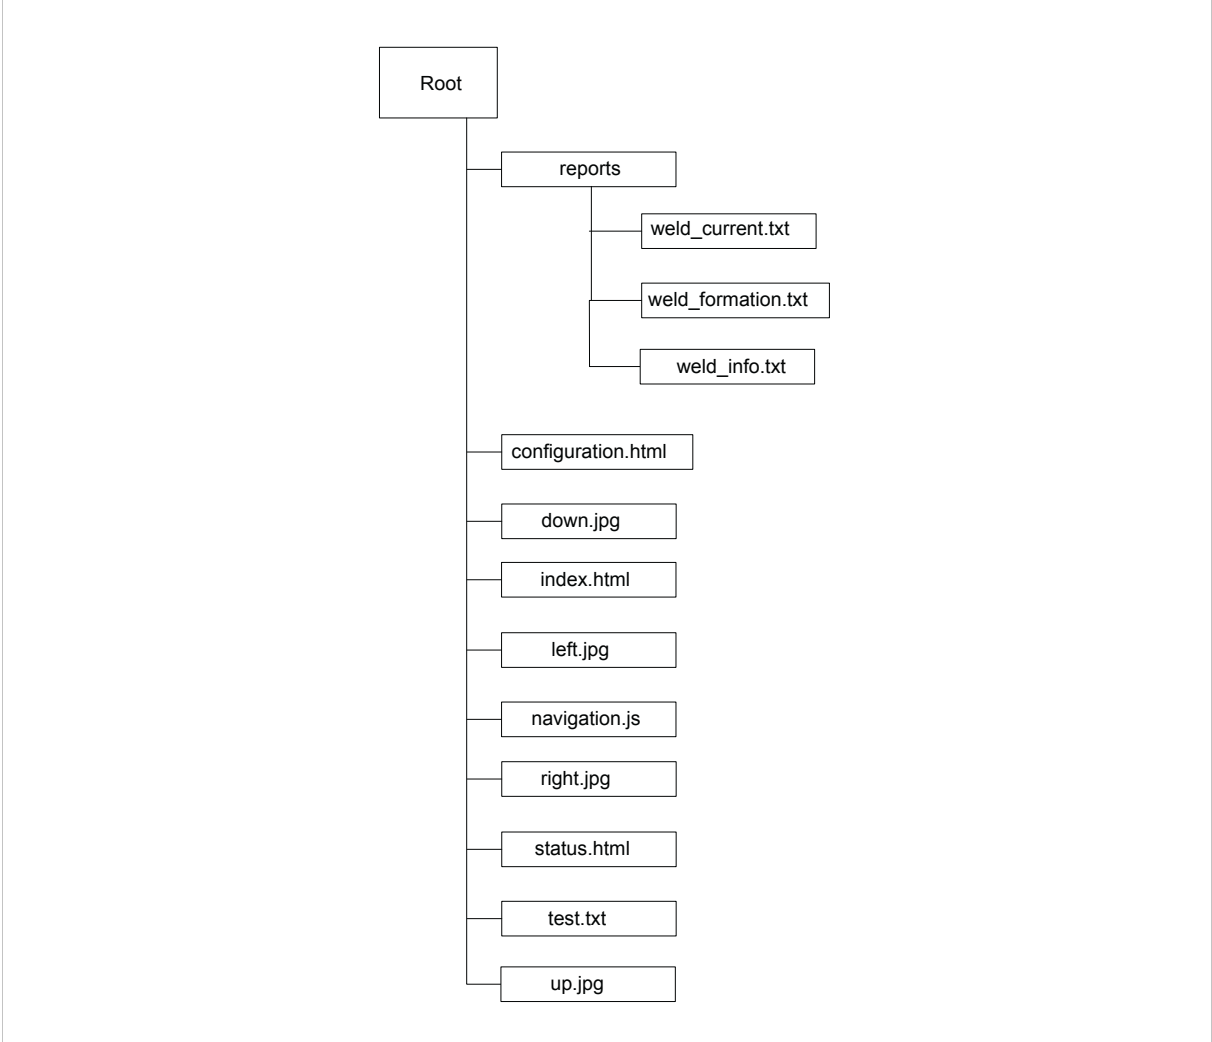 Root
reports
weld_current.txt
weld_formation.txt
weld_info.txt
configuration.html
down.jpg
index.html
left.jpg
navigation.js
right.jpg
status.html
test.txt
up.jpg